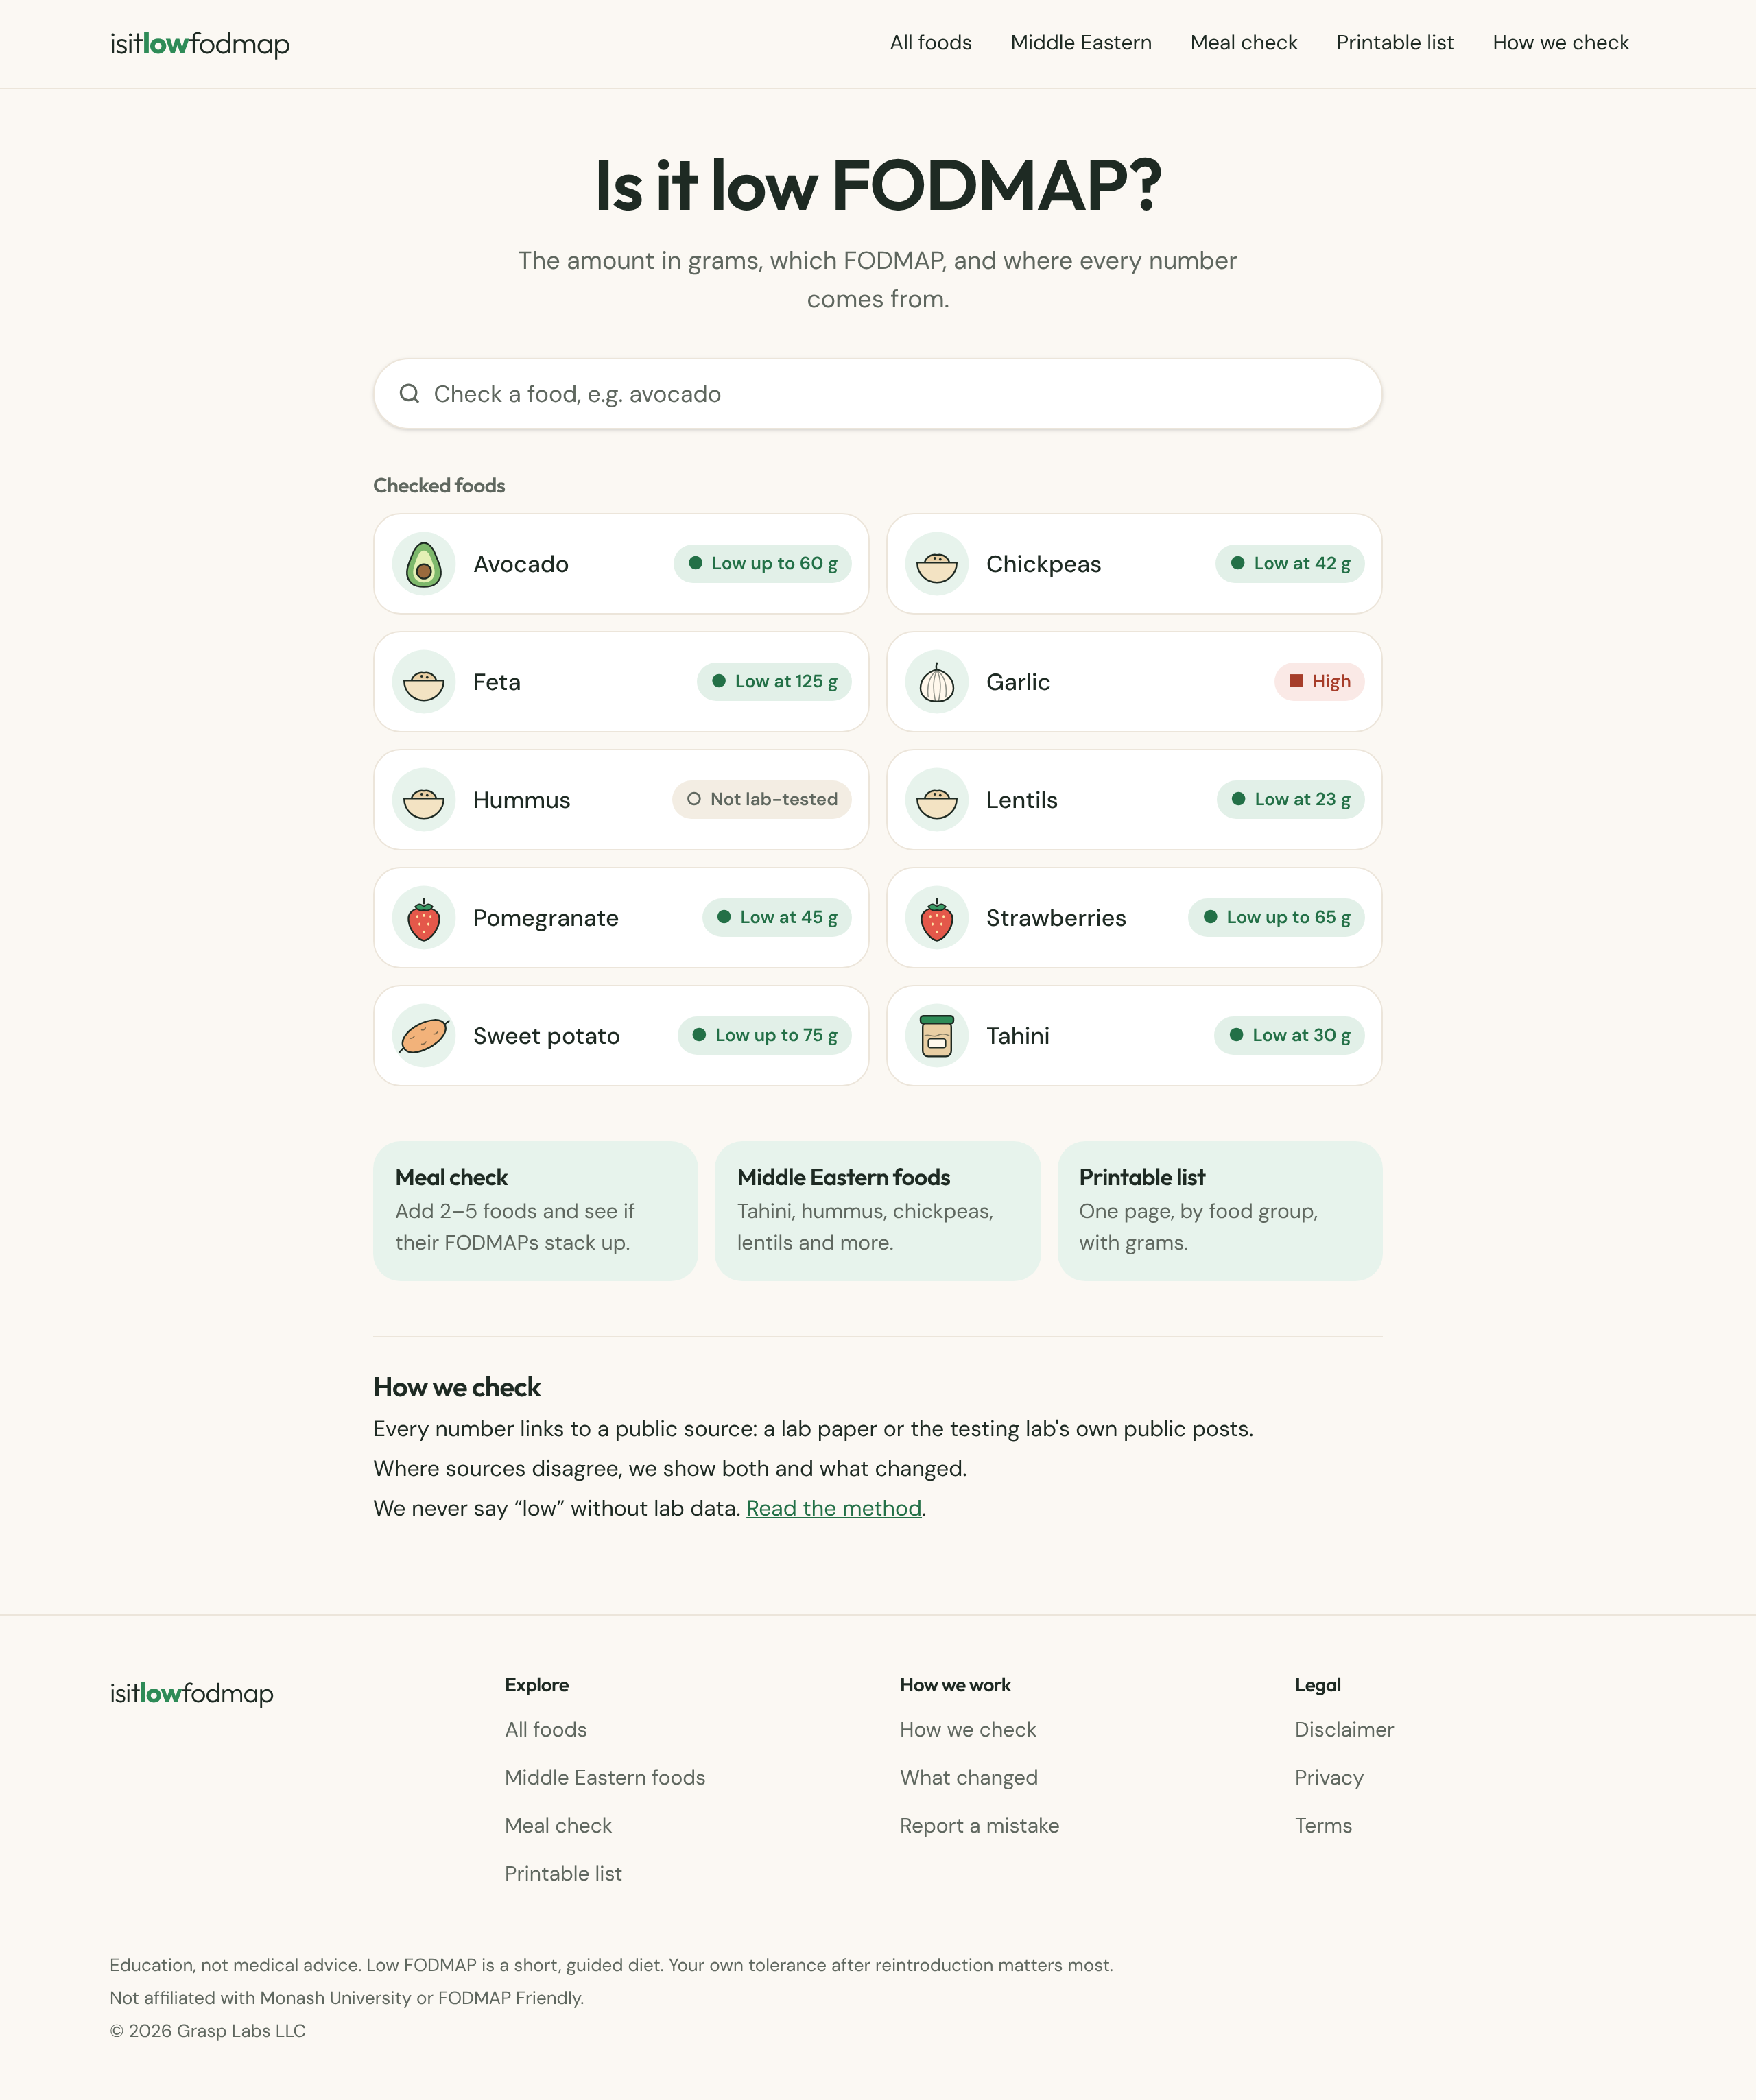 isitlowfodmap
All foods
Middle Eastern
Meal check
Printable list
How we check
Is it low FODMAP?
The amount in grams, which FODMAP, and where every number
comes from.
Check a food, e.g. avocado
Checked foods
Avocado
Low up to 60 g
Chickpeas
Low at 42 g
Feta
Low at 125 g
Garlic
High
Hummus
Not lab-tested
Lentils
Low at 23 g
Pomegranate
Low at 45 g
Strawberries
Low up to 65 g
Sweet potato
Low up to 75 g
Tahini
Low at 30 g
Meal check
Add 2–5 foods and see if
their FODMAPs stack up.
Middle Eastern foods
Tahini, hummus, chickpeas,
lentils and more.
Printable list
One page, by food group,
with grams.
How we check
Every number links to a public source: a lab paper or the testing lab's own public posts.
Where sources disagree, we show both and what changed.
We never say “low” without lab data. Read the method.
isitlowfodmap
Explore
All foods
Middle Eastern foods
Meal check
Printable list
How we work
How we check
What changed
Report a mistake
Legal
Disclaimer
Privacy
Terms
Education, not medical advice. Low FODMAP is a short, guided diet. Your own tolerance after reintroduction matters most.
Not affiliated with Monash University or FODMAP Friendly.
© 2026 Grasp Labs LLC